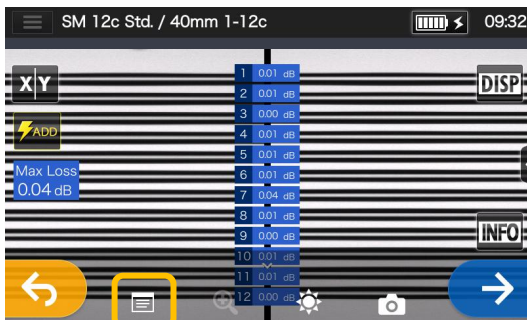 SM 12c Std. / 40mm 1-12c
09:32
X Y
DISP
ADD
Max Loss
0.04 dB
INFO
1 0.01 dB
2 0.01 dB
3 0.00 dB
4 0.01 dB
5 0.01 dB
6 0.01 dB
7 0.04 dB
8 0.01 dB
9 0.00 dB
10 0.01 dB
11 0.01 dB
12 0.00 dB